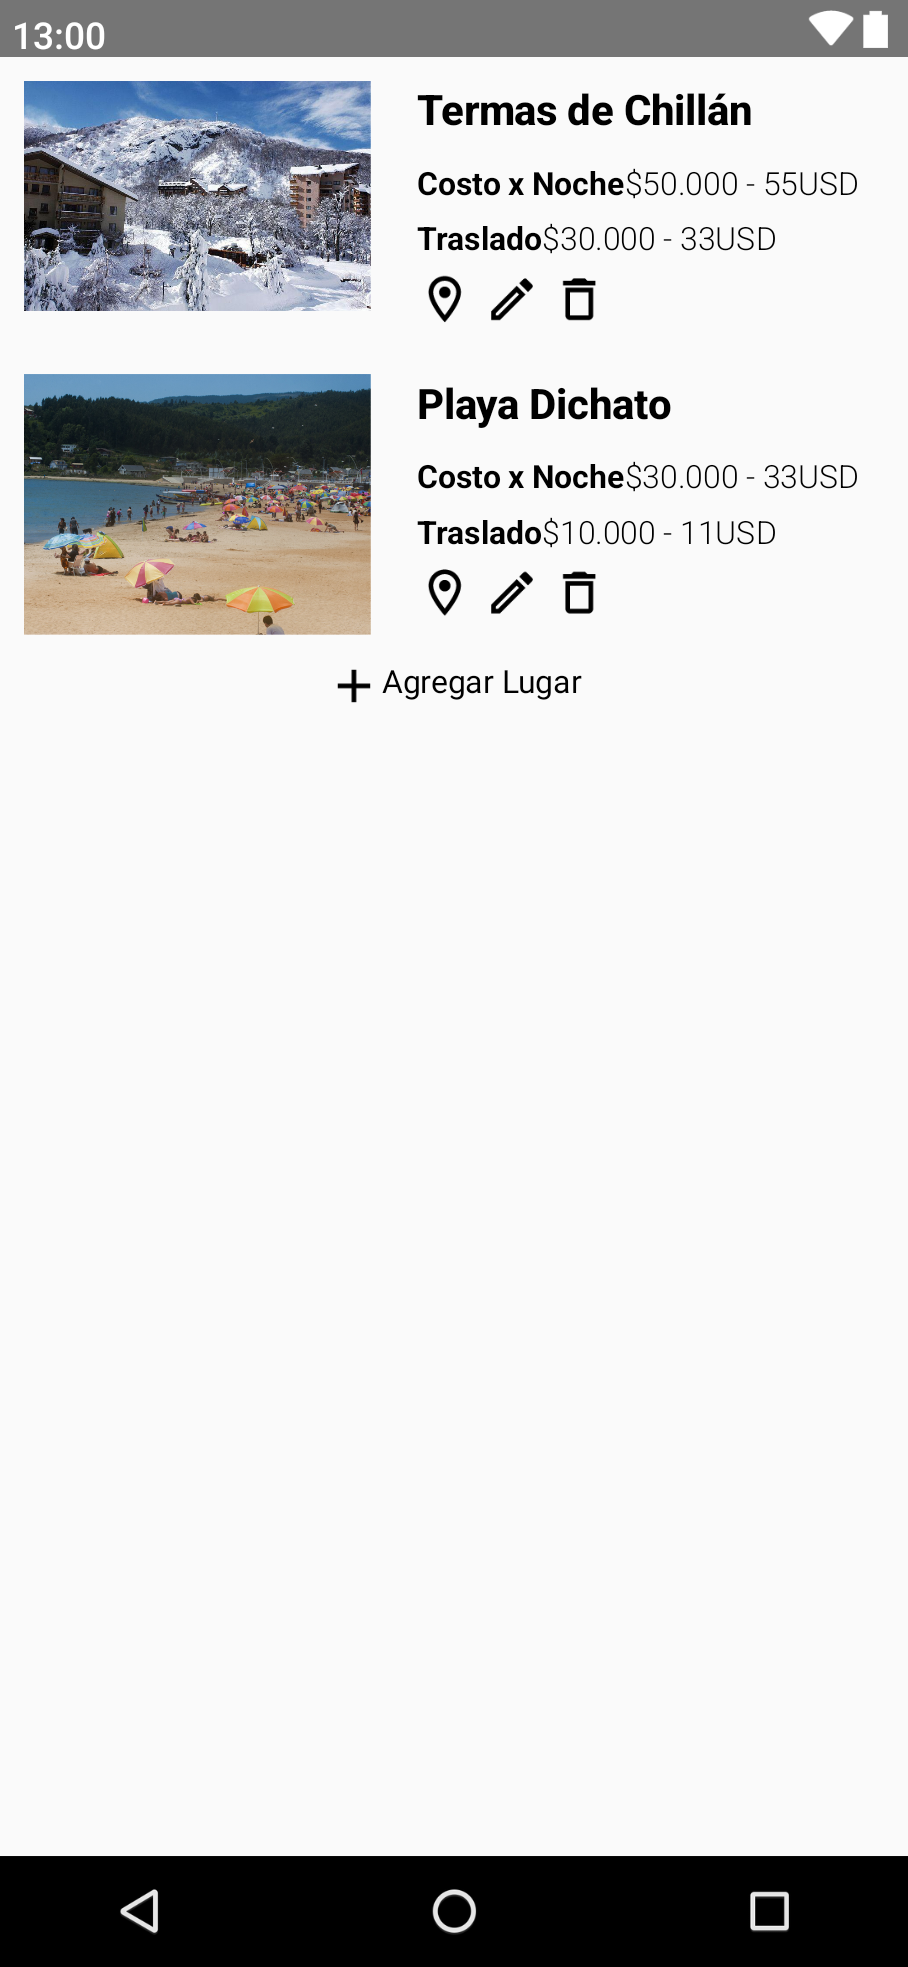 13:00
Termas de Chillán
Costo x Noche$50.000 - 55USD
Traslado$30.000 - 33USD
Playa Dichato
Costo x Noche$30.000 - 33USD
Traslado$10.000 - 11USD
Agregar Lugar